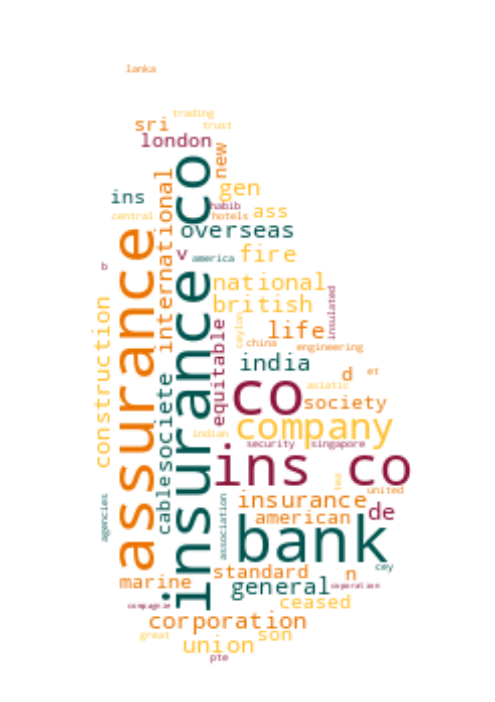 lanka
trading
sri
trust
london
new
co
international
gen
ins
habib
ass
central
hotels
overseas
assurance
v
america
fire
b
insurance
national
insulated
british
construction
ceylon
equitable
life
china
engineering
india
d
et
societe
co
asiatic
society
company
indian
security
singapore
cable
ins co
tea
united
agencies
association
insurance
american
de
bank
cey
standard
n
marine
general
coporation
compagnie
ceased
corporation
great
son
union
pte